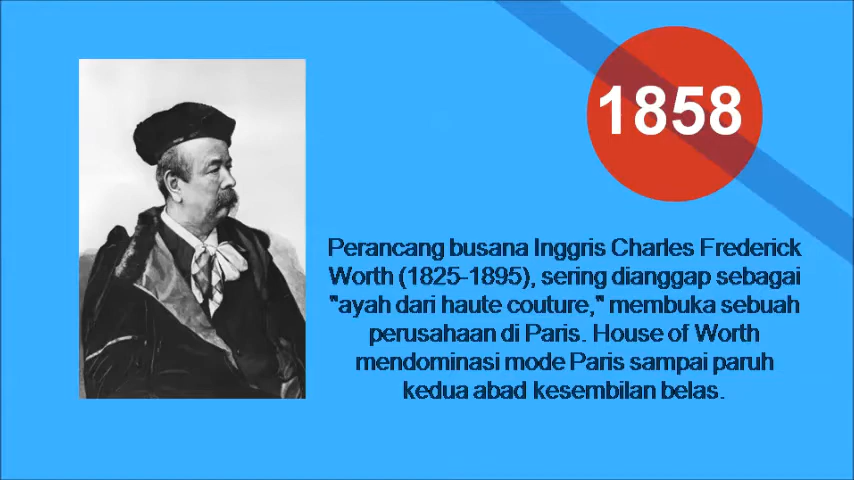 1858
Perancang busana Inggris Charles Frederick
Worth (1825-1895), sering dianggap sebagai
"ayah dari haute couture," membuka sebuah
perusahaan di Paris. House of Worth
mendominasi mode Paris sampai paruh
kedua abad kesembilan belas.